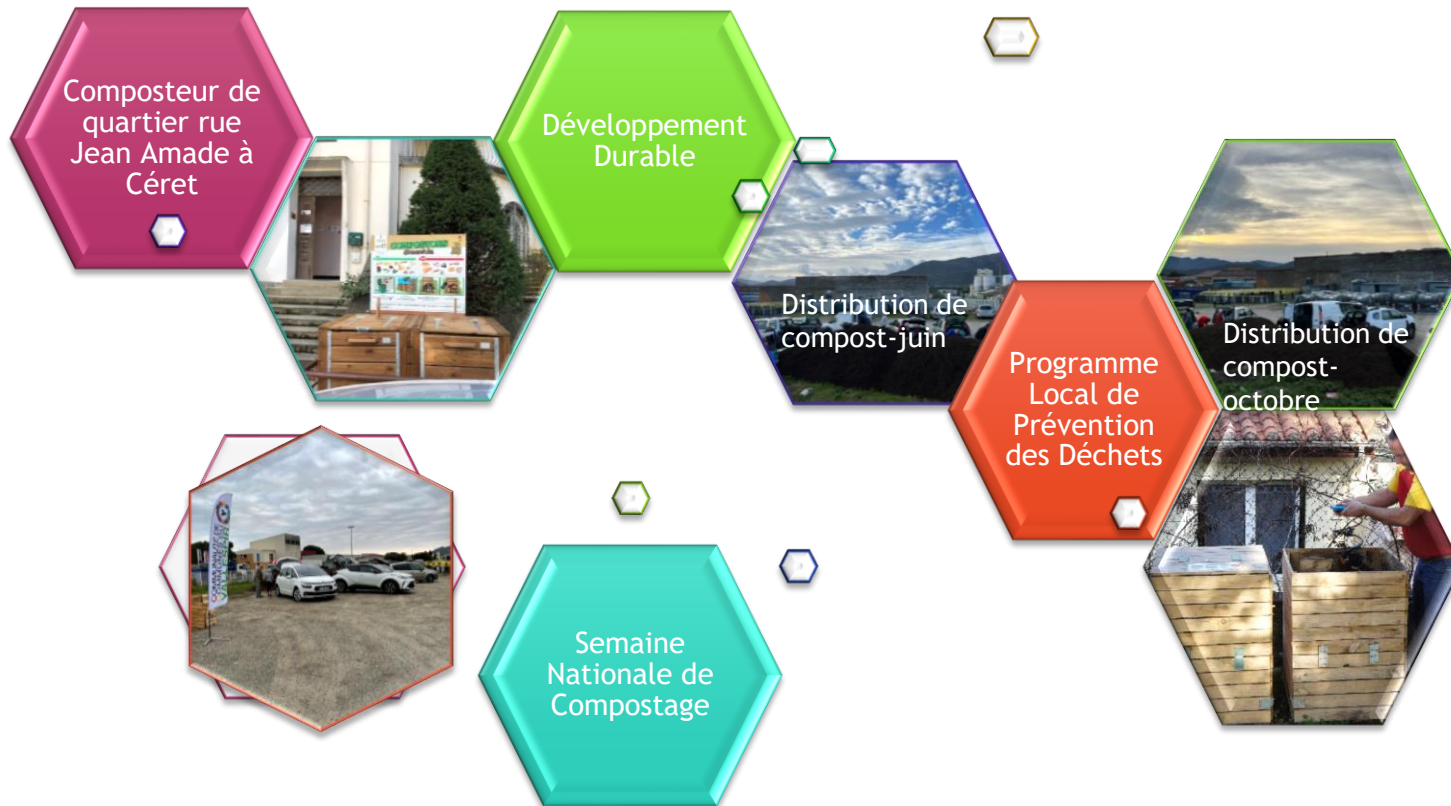 Composteur de
quartier rue
Jean Amade à
Céret
Développement
Durable
Distribution de
compost-juin
Programme
Local de
Prévention
des Déchets
Distribution de
compost-
octobre
Semaine
Nationale de
Compostage